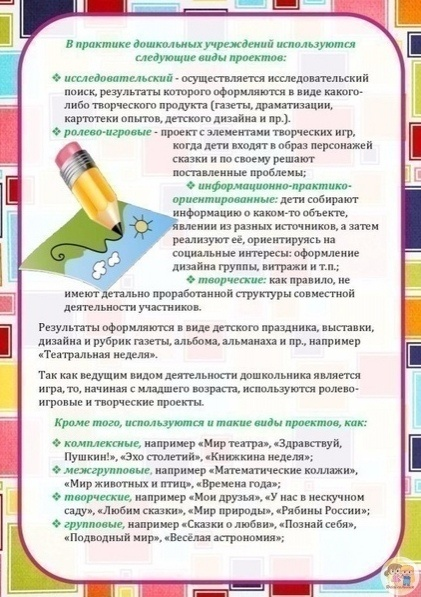 В практике дошкольных учреждений используются
следующие виды проектов:
❖ исследовательский - осуществляется исследовательский
поиск, результаты которого оформляются в виде какого-
либо творческого продукта (газеты, драматизации,
картотеки опытов, детского дизайна и пр.).
❖ ролево-игровые - проект с элементами творческих игр,
когда дети входят в образ персонажей
сказки и по своему решают
поставленные проблемы;
❖ информационно-практико-
ориентированные: дети собирают
информацию о каком-то объекте,
явлении из разных источников, а затем
реализуют её, ориентируясь на
социальные интересы: оформление
дизайна группы, витражи и т.п.;
❖ творческие: как правило, не
имеют детально проработанной структуры совместной
деятельности участников.
Результаты оформляются в виде детского праздника, выставки,
дизайна и рубрик газеты, альбома, альманаха и пр., например
«Театральная неделя».
Так как ведущим видом деятельности дошкольника является
игра, то, начиная с младшего возраста, используются ролево-
игровые и творческие проекты.
Кроме того, используются и такие виды проектов, как:
❖ комплексные, например «Мир театра», «Здравствуй,
Пушкин!», «Эхо столетий», «Книжкина неделя»;
❖ межгрупповые, например «Математические коллажи»,
«Мир животных и птиц», «Времена года»;
❖ творческие, например «Мои друзья», «У нас в нескучном
саду», «Любим сказки», «Мир природы», «Рябины России»;
❖ групповые, например «Сказки о любви», «Познай себя»,
«Подводный мир», «Весёлая астрономия»;